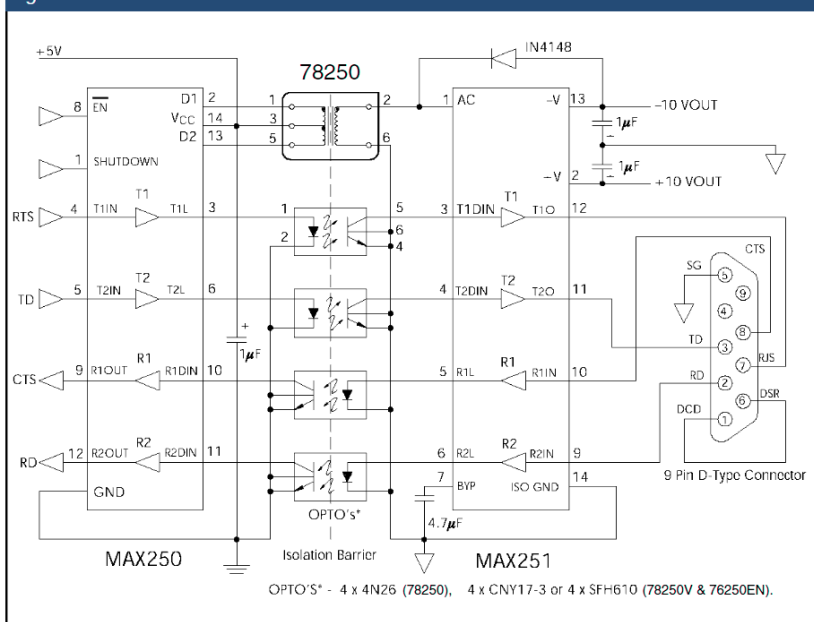 +5V
IN4148
78250
8 EN
D1 2
1
2
1 AC
–V 13
–10 VOUT
VCC 14
3
1µF
D2 13
5
6
1 SHUTDOWN
1µF
–V 2
+10 VOUT
RTS 4 T1IN T1 T1L 3
1
5
3 T1DIN T1 T1O 12
2
6
4
CTS
SG
5
9
4
TD 5 T2IN T2 T2L 6
4 T2DIN T2 T2O 11
8
TD 3
+
1µF
RJS
7
CTS 9 R1OUT R1 R1DIN 10
5 R1L R1 R1IN 10
RD 2
DSR
6
DCD 1
RD 12 R2OUT R2 R2DIN 11
6 R2L R2 R2IN 9
GND
7 BYP
ISO GND 14
9 Pin D-Type Connector
OPTO's*
4.7µF
MAX250
Isolation Barrier
MAX251
OPTO'S* - 4 x 4N26 (78250), 4 x CNY17-3 or 4 x SFH610 (78250V & 76250EN).